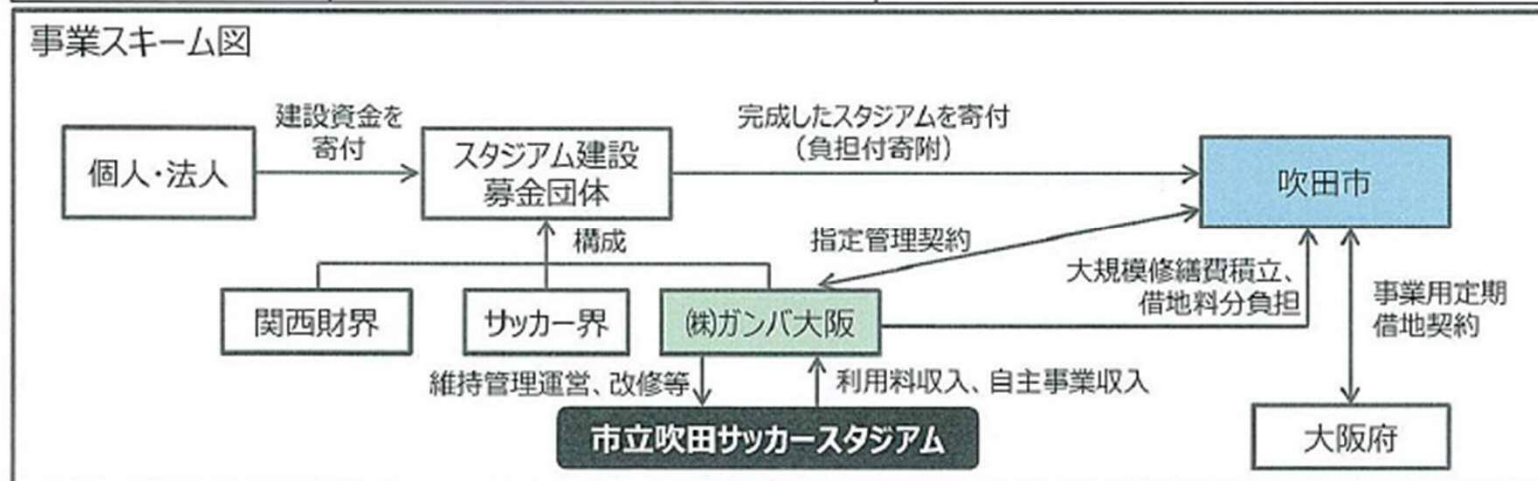 事業スキーム図
個人・法人
建設資金を
寄付
スタジアム建設
募金団体
完成したスタジアムを寄付
（負担付寄附）
吹田市
構成
指定管理契約
大規模修繕費積立、
借地料分負担
事業用定期
借地契約
関西財界
サッカー界
㈱ガンバ大阪
維持管理運営、改修等
利用料収入、自主事業収入
市立吹田サッカースタジアム
大阪府